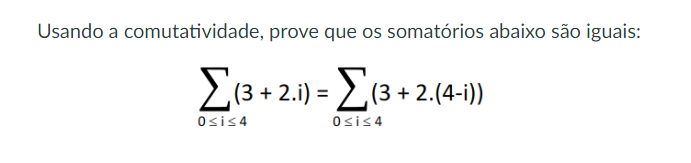 Usando a comutatividade, prove que os somatórios abaixo são iguais:
∑(3 + 2.i) = ∑(3 + 2.(4-i))
0≤i≤4 0≤i≤4